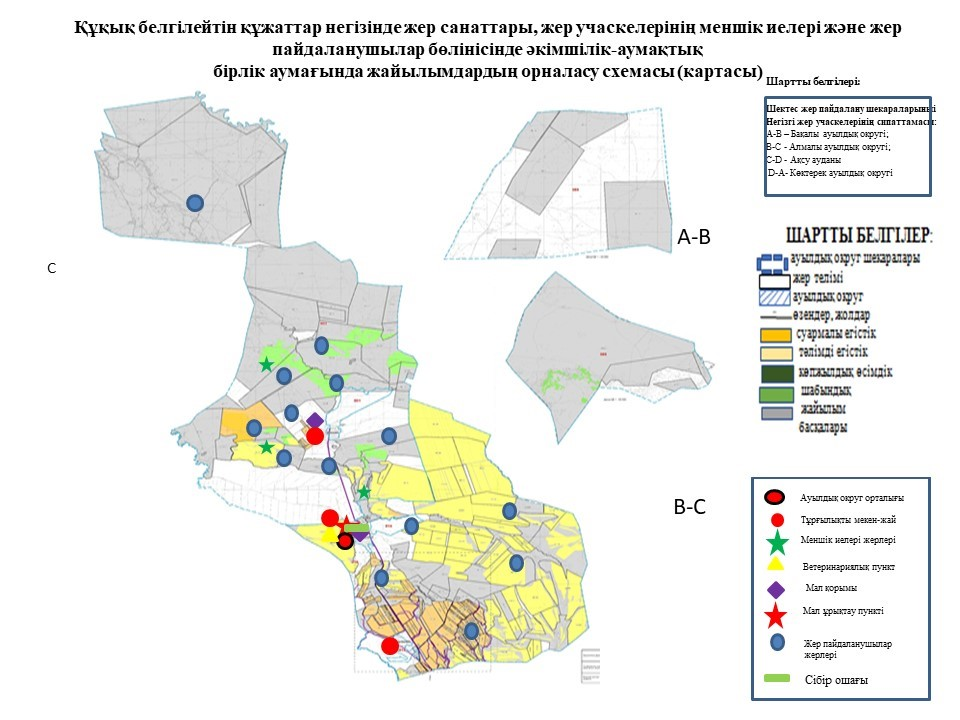 Құқық белгілейтін құжаттар негізінде жер санаттары, жер учаскелерінің меншік иелері және жер
пайдаланушылар бөлінісінде әкімшілік-аумақтық
бірлік аумағында жайылымдардың орналасу схемасы (картасы)
Шартты белгілері:
Шектес жер пайдалану шекараларының
Негізгі жер учаскелерінің сипаттамасы:
А-В – Бақалы ауылдық округі;
В-С - Алмалы ауылдық округі;
С-D - Ақсу ауданы
D-А- Көктерек ауылдық округі
А-В
С
В-С
ШАРТТЫ БЕЛГІЛЕР:
ауылдық округ шекаралары
жер телімі
ауылдық округ
өзендер, жолдар
суармалы егістік
тәлімді егістік
көпжылдық өсімдік
шабындық
жайылым
басқалары
Ауылдық округ орталығы
Тұрғылықты мекен-жай
Меншік иелері жерлері
Ветеринариялық пункт
Мал қорымы
Мал ұрықтау пункті
Жер пайдаланушылар
жерлері
Сібір ошағы